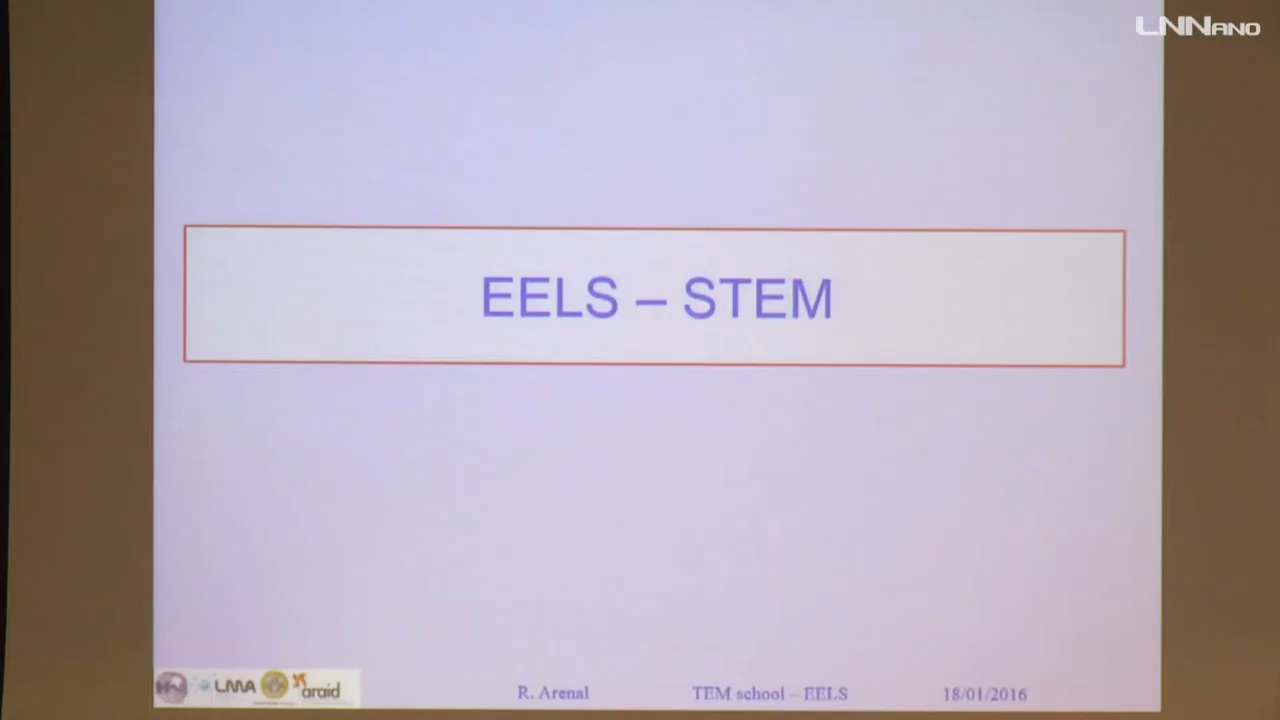 LNNANO
EELS – STEM
LMA
araid
R. Arenal
TEM school – EELS
18/01/2016